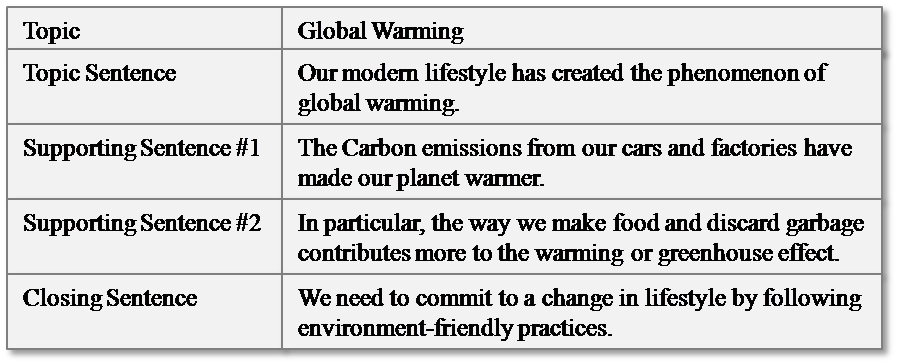 Topic Global Warming
Topic Sentence Our modern lifestyle has created the phenomenon of
global warming.
Supporting Sentence #1 The Carbon emissions from our cars and factories have
made our planet warmer.
Supporting Sentence #2 In particular, the way we make food and discard garbage
contributes more to the warming or greenhouse effect.
Closing Sentence We need to commit to a change in lifestyle by following
environment-friendly practices.